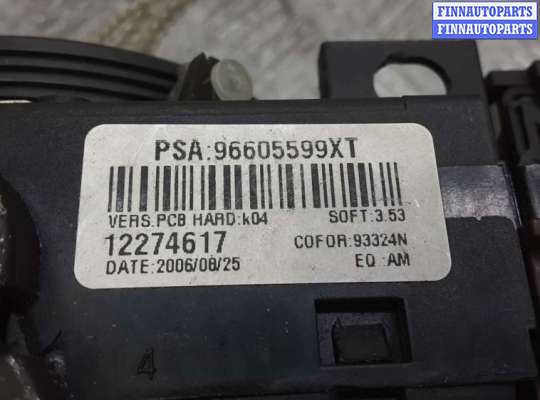 FINNAUTOPARTS
FINNAUTOPARTS
PSA:96605599XT
VERS.PCB HARD:k04 SOFT:3.53
12274617 COFOR:93324N
DATE:2006/08/25 EQ :AM
4